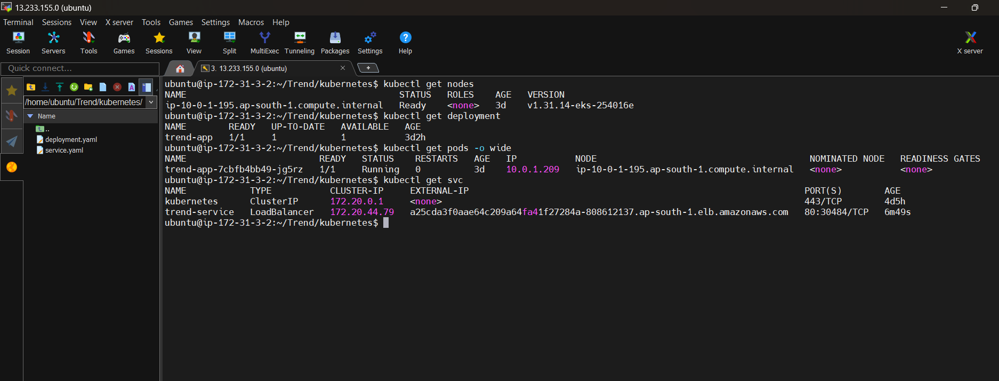 13.233.155.0 (ubuntu)
Terminal Sessions View X server Tools Games Settings Macros Help
Session Servers Tools Games Sessions View Split MultiExec Tunneling Packages Settings Help X server
Quick connect...
3. 13.233.155.0 (ubuntu)
/home/ubuntu/Trend/kubernetes/
Name
..
deployment.yaml
service.yaml
ubuntu@ip-172-31-3-2:~/Trend/kubernetes$ kubectl get nodes
NAME STATUS ROLES AGE VERSION
ip-10-0-1-195.ap-south-1.compute.internal Ready <none> 3d v1.31.14-eks-254016e
ubuntu@ip-172-31-3-2:~/Trend/kubernetes$ kubectl get deployment
NAME READY UP-TO-DATE AVAILABLE AGE
trend-app 1/1 1 1 3d2h
ubuntu@ip-172-31-3-2:~/Trend/kubernetes$ kubectl get pods -o wide
NAME READY STATUS RESTARTS AGE IP NODE NOMINATED NODE READINESS GATES
trend-app-7cbfb4bb49-jg5rz 1/1 Running 0 3d 10.0.1.209 ip-10-0-1-195.ap-south-1.compute.internal <none> <none>
ubuntu@ip-172-31-3-2:~/Trend/kubernetes$ kubectl get svc
NAME TYPE CLUSTER-IP EXTERNAL-IP PORT(S) AGE
kubernetes ClusterIP 172.20.0.1 <none> 443/TCP 4d5h
trend-service LoadBalancer 172.20.44.79 a25cda3f0aae64c209a64fa41f27284a-808612137.ap-south-1.elb.amazonaws.com 80:30484/TCP 6m49s
ubuntu@ip-172-31-3-2:~/Trend/kubernetes$